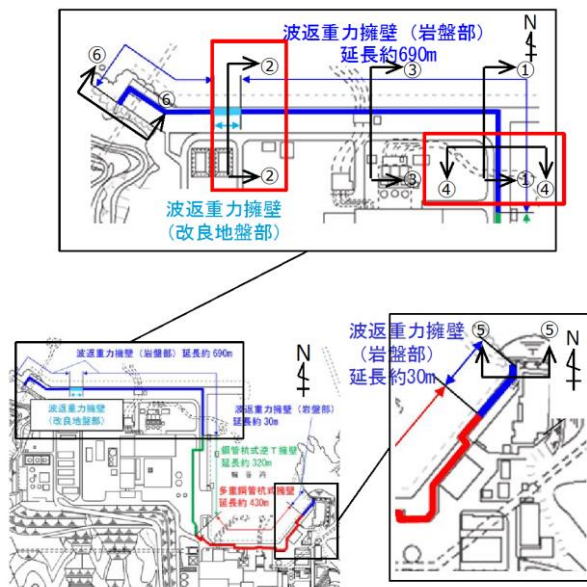 波返重力擁壁（岩盤部）
延長約690m
N
⑥
②
③
①
⑥
②
③
④
①
④
波返重力擁壁
（改良地盤部）
波返重力擁壁（岩盤部）延長約690m
N
波返重力擁壁
（改良地盤部）
波返重力擁壁（岩盤部）
延長約30m
鋼管杭式逆T擁壁
延長約320m
輪谷湾
多重鋼管杭式擁壁
延長約430m
波返重力擁壁
（岩盤部）
延長約30m
⑤
⑤
N